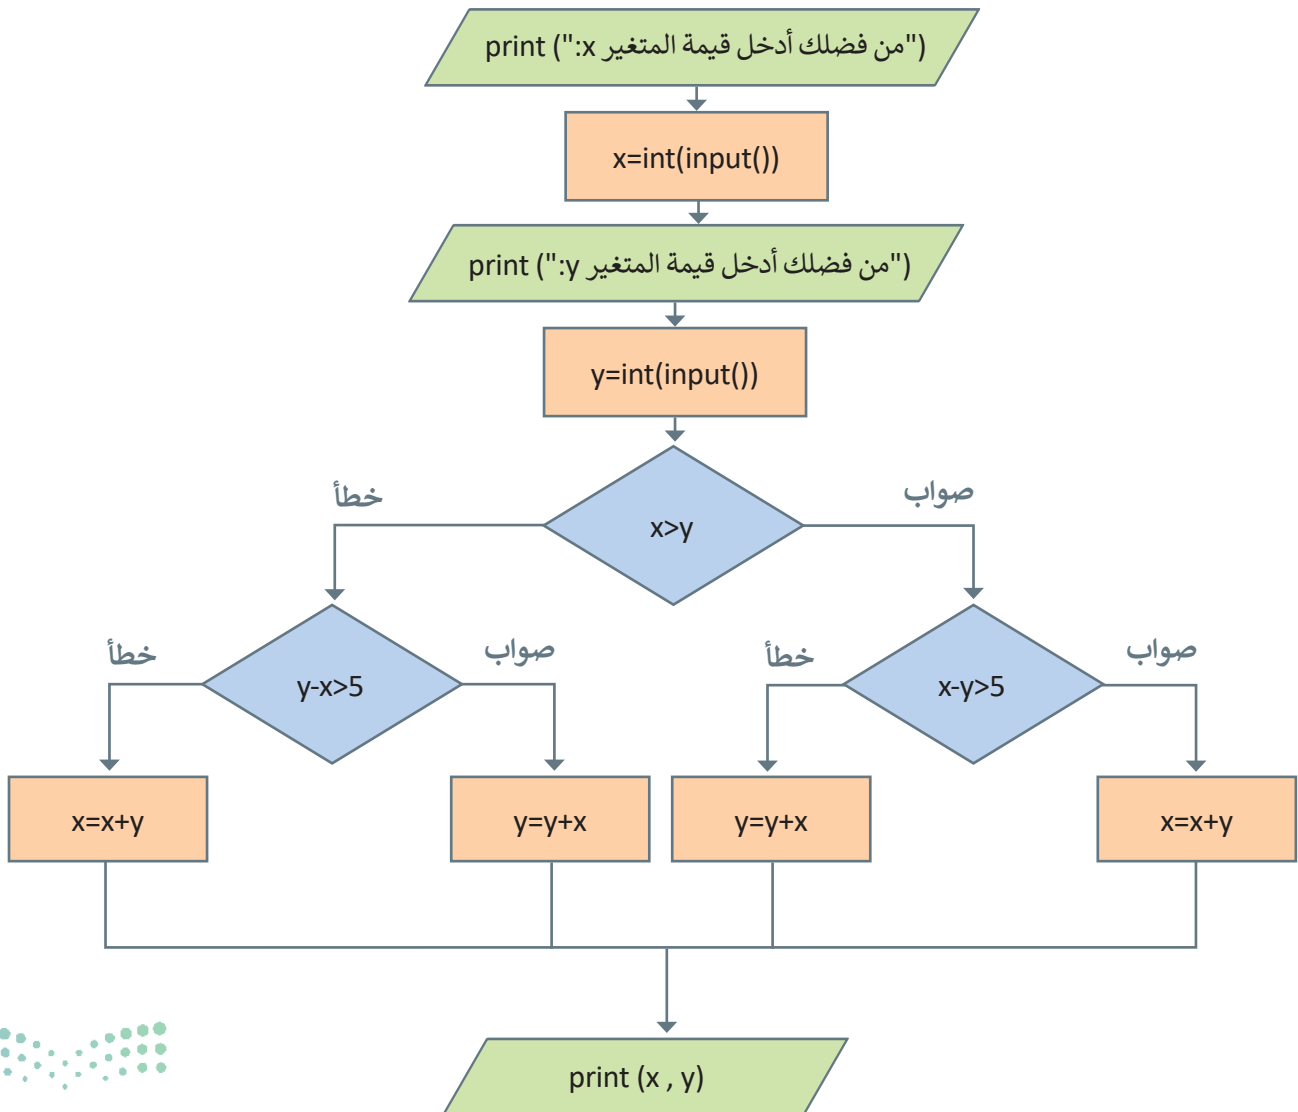 print ("من فضلك أدخل قيمة المتغير x:")
x=int(input())
print ("من فضلك أدخل قيمة المتغير y:")
y=int(input())
x>y
خطأ
صواب
y-x>5
خطأ
صواب
x-y>5
خطأ
صواب
x=x+y
y=y+x
y=y+x
x=x+y
print (x , y)